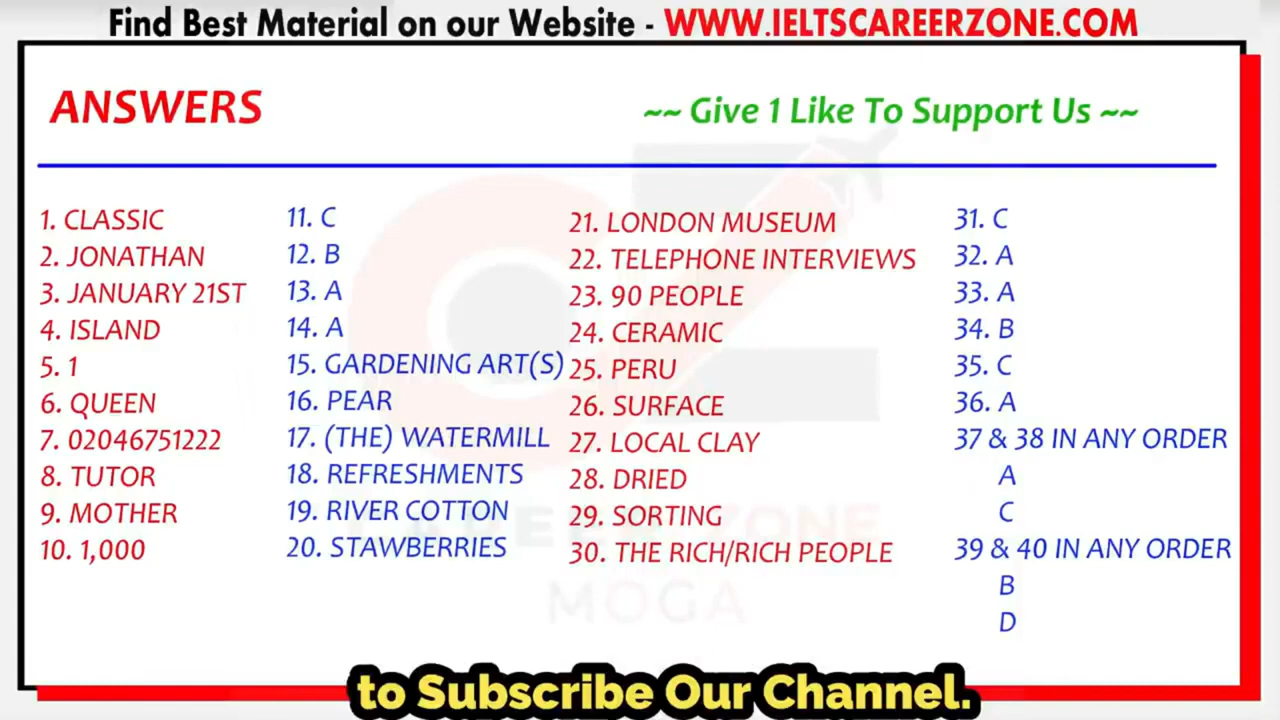 Find Best Material on our Website - WWW.IELTSCAREERZONE.COM
ANSWERS
~~ Give 1 Like To Support Us ~~
1. CLASSIC
2. JONATHAN
3. JANUARY 21ST
4. ISLAND
5. 1
6. QUEEN
7. 02046751222
8. TUTOR
9. MOTHER
10. 1,000
11. C
12. B
13. A
14. A
15. GARDENING ART(S)
16. PEAR
17. (THE) WATERMILL
18. REFRESHMENTS
19. RIVER COTTON
20. STAWBERRIES
21. LONDON MUSEUM
22. TELEPHONE INTERVIEWS
23. 90 PEOPLE
24. CERAMIC
25. PERU
26. SURFACE
27. LOCAL CLAY
28. DRIED
29. SORTING
30. THE RICH/RICH PEOPLE
31. C
32. A
33. A
34. B
35. C
36. A
37 & 38 IN ANY ORDER
A
C
39 & 40 IN ANY ORDER
B
D
MOGA
to Subscribe Our Channel.